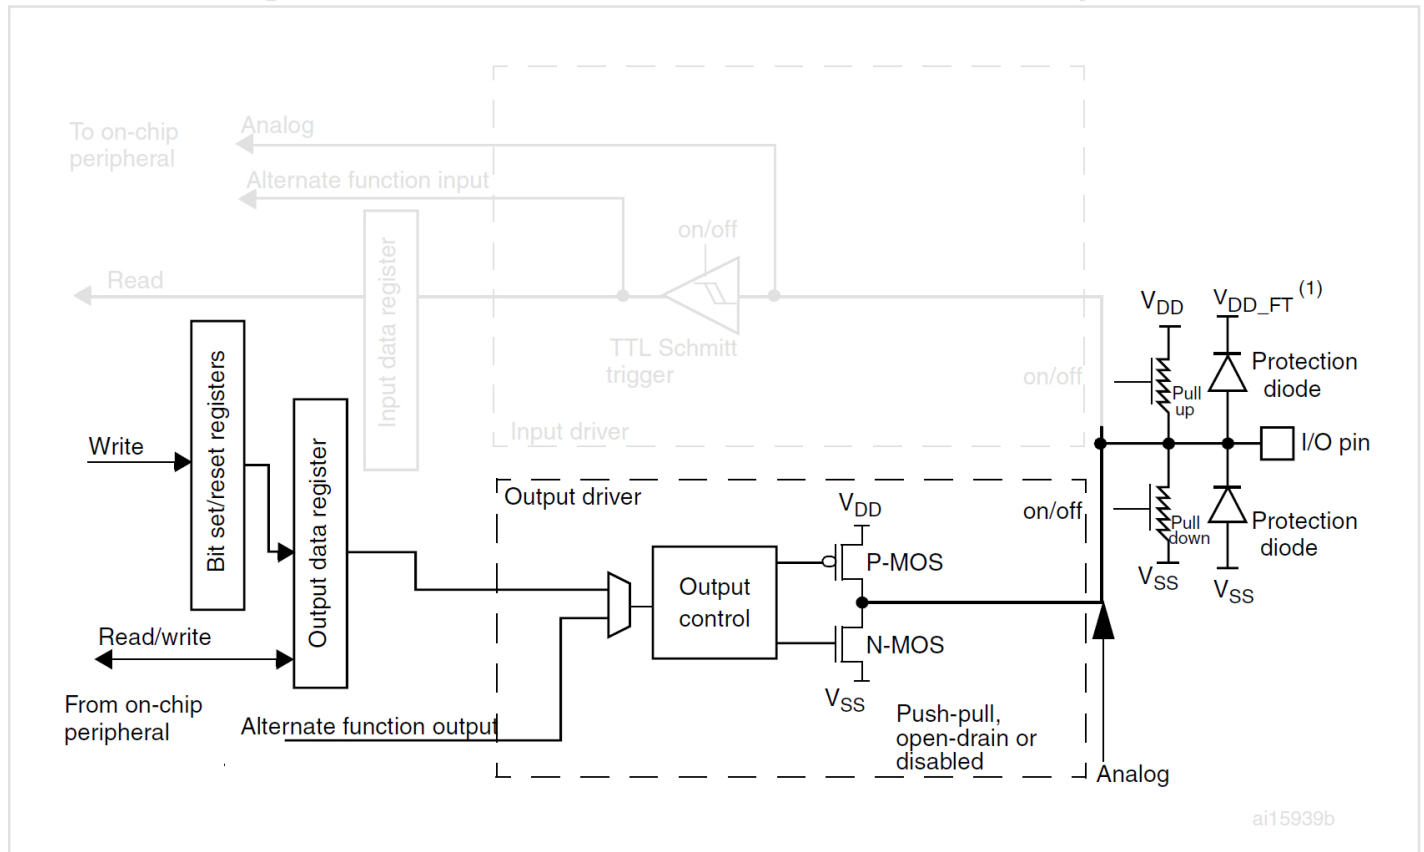 To on-chip
peripheral
Analog
Alternate function input
on/off
Read
Input data register
TTL Schmitt
trigger
on/off
Input driver
VDD
VDD_FT (1)
Pull
up
Protection
diode
I/O pin
Write
Bit set/reset registers
Output data register
Output driver
VDD
on/off
Pull
down
Protection
diode
P-MOS
VSS
VSS
Output
control
N-MOS
VSS
Read/write
From on-chip
peripheral
Alternate function output
Push-pull,
open-drain or
disabled
Analog
ai15939b